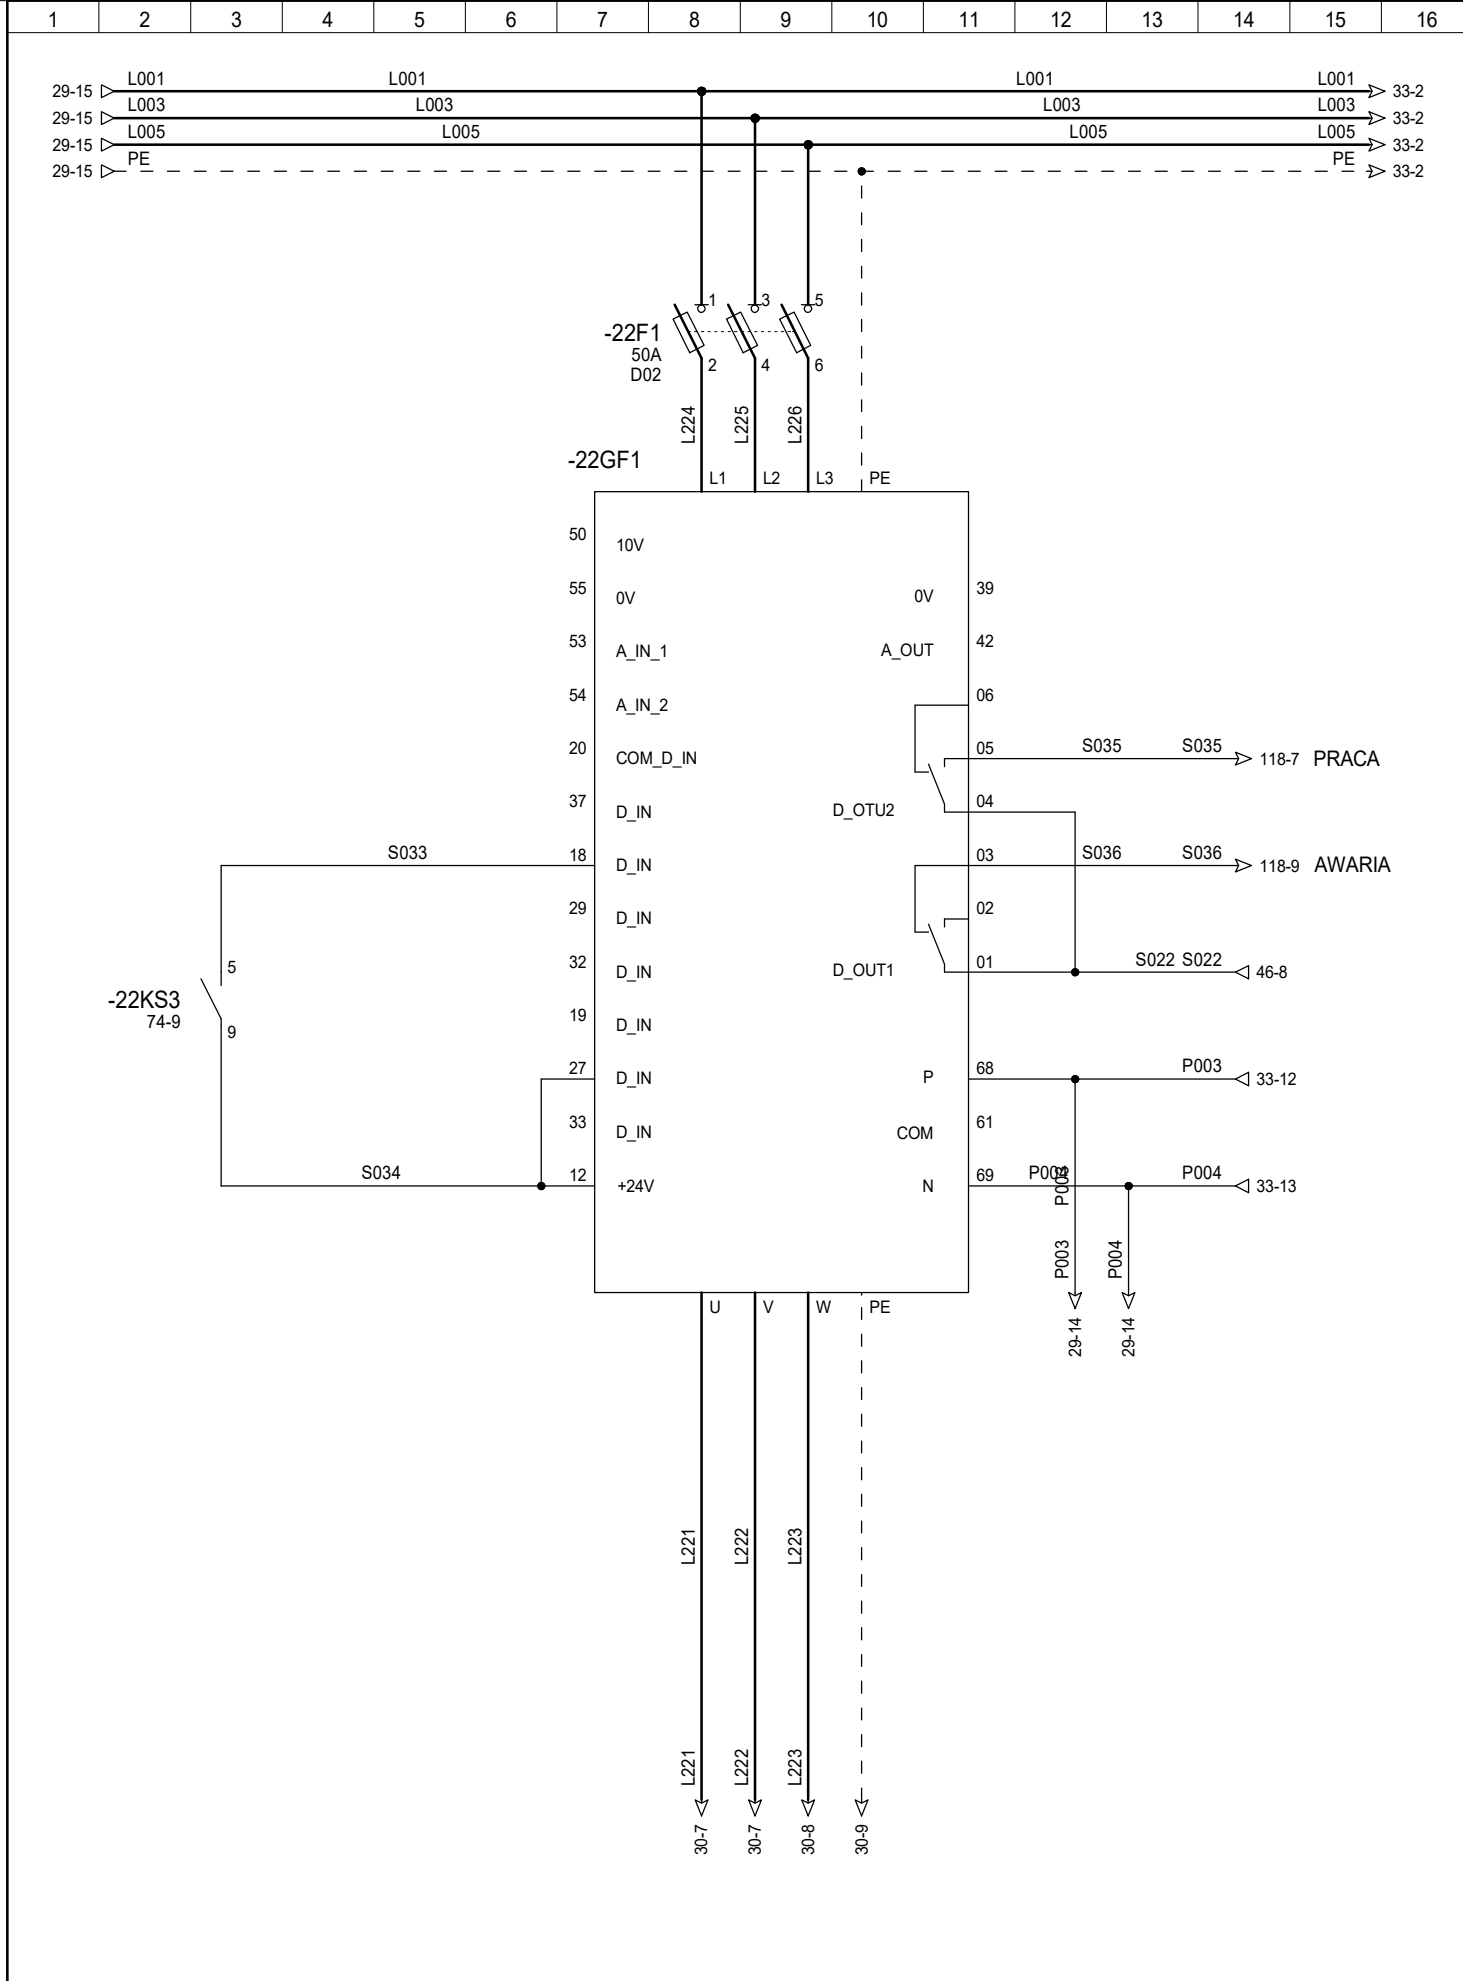 1 2 3 4 5 6 7 8 9 10 11 12 13 14 15 16
L001 L001 L001 L001
29-15 33-2
L003 L003 L003 L003
29-15 33-2
L005 L005 L005 L005
29-15 33-2
PE PE
29-15 33-2
1 3 5
-22F1
50A
D02
2 4 6
L224 L225 L226
-22GF1
L1 L2 L3 PE
50 10V
55 0V 0V 39
53 A_IN_1 A_OUT 42
54 A_IN_2 06
20 COM_D_IN 05 S035 S035 118-7 PRACA
37 D_IN D_OTU2 04
S033 18 D_IN 03 S036 S036 118-9 AWARIA
29 D_IN 02
5 32 D_IN D_OUT1 01 S022 S022 46-8
-22KS3
74-9
9 19 D_IN
27 D_IN P 68 P003 33-12
33 D_IN COM 61
S034 12 +24V N 69 P004 P003 P004 33-13
P003 P004
U V W PE
29-14 29-14
L221 L222 L223
L221 L222 L223
30-7 30-7 30-8 30-9